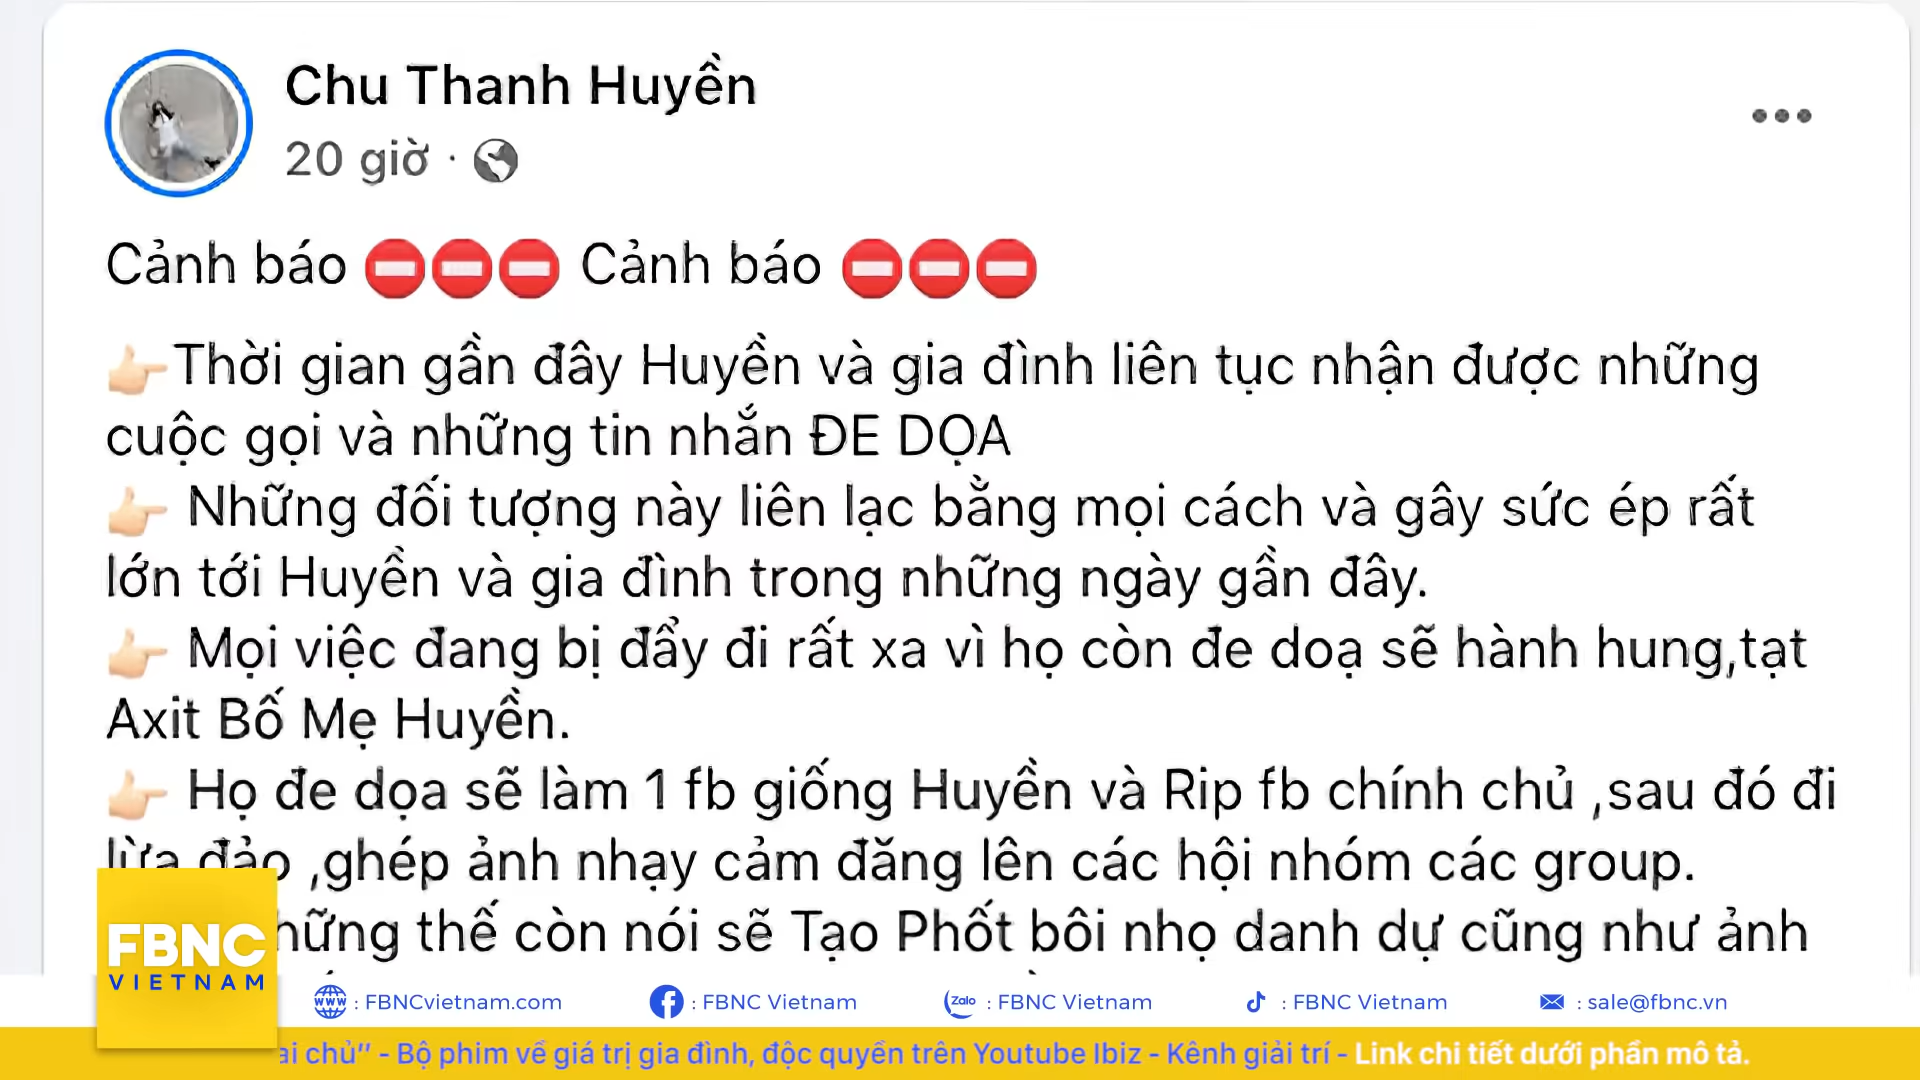 Chu Thanh Huyền
20 giờ ·
Cảnh báo ⛔⛔⛔ Cảnh báo ⛔⛔⛔
👉🏻Thời gian gần đây Huyền và gia đình liên tục nhận được những
cuộc gọi và những tin nhắn ĐE DỌA
👉🏻 Những đối tượng này liên lạc bằng mọi cách và gây sức ép rất
lớn tới Huyền và gia đình trong những ngày gần đây.
👉🏻 Mọi việc đang bị đẩy đi rất xa vì họ còn đe doạ sẽ hành hung,tạt
Axit Bố Mẹ Huyền.
👉🏻 Họ đe dọa sẽ làm 1 fb giống Huyền và Rip fb chính chủ ,sau đó đi
lừa đảo ,ghép ảnh nhạy cảm đăng lên các hội nhóm các group.
thế còn nói sẽ Tạo Phốt bôi nhọ danh dự cũng như ảnh
FBNC
VIETNAM
www : FBNCvietnam.com
: FBNC Vietnam
Zalo : FBNC Vietnam
: FBNC Vietnam
: sale@fbnc.vn
chủ" - Bộ phim về giá trị gia đình, độc quyền trên Youtube Ibiz - Kênh giải trí - Link chi tiết dưới phần mô tả.